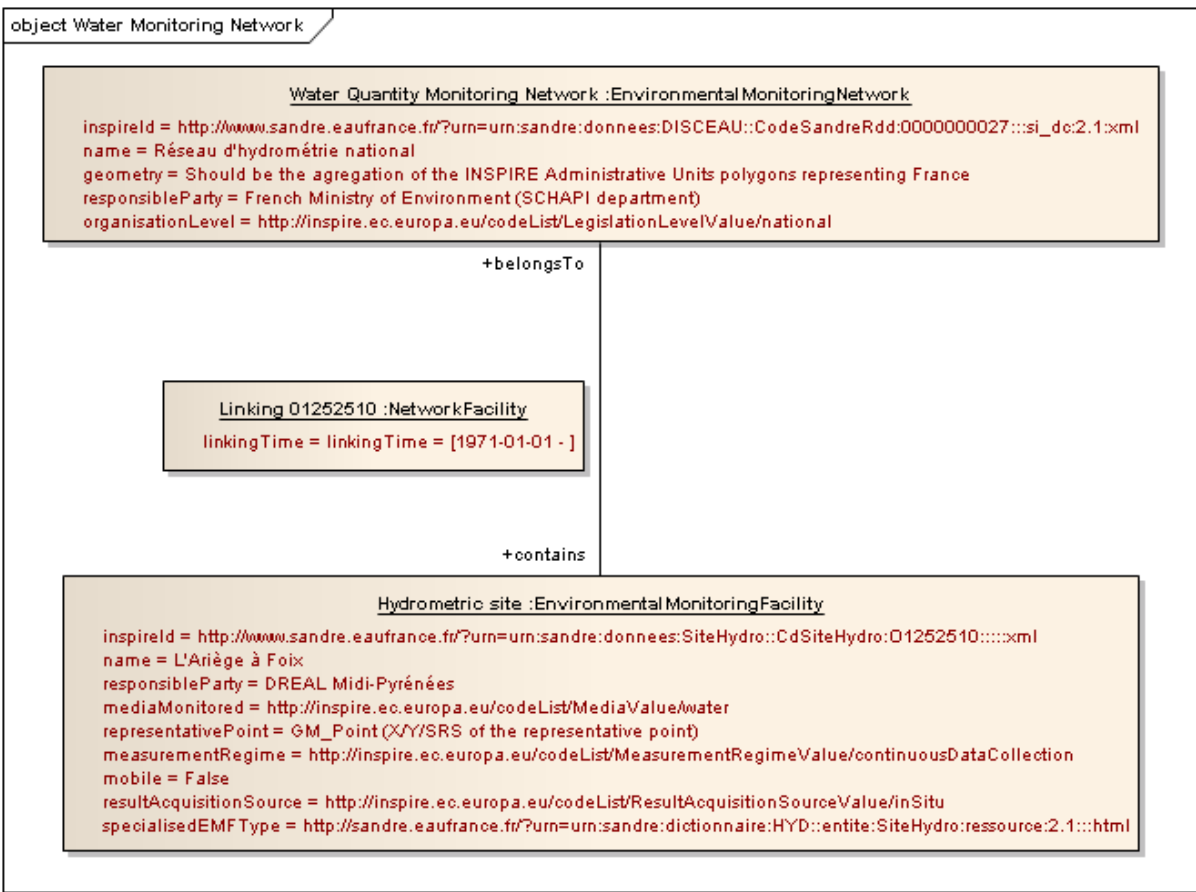 object Water Monitoring Network
Water Quantity Monitoring Network :EnvironmentalMonitoringNetwork
inspireId = http://www.sandre.eaufrance.fr/?urn=urn:sandre:donnees:DISCEAU::CodeSandreRdd:0000000027:::si_dc:2.1:xml
name = Réseau d'hydrométrie national
geometry = Should be the agregation of the INSPIRE Administrative Units polygons representing France
responsibleParty = French Ministry of Environment (SCHAPI department)
organisationLevel = http://inspire.ec.europa.eu/codeList/LegislationLevelValue/national
+belongsTo
Linking O1252510 :NetworkFacility
linkingTime = linkingTime = [1971-01-01 - ]
+contains
Hydrometric site :EnvironmentalMonitoringFacility
inspireId = http://www.sandre.eaufrance.fr/?urn=urn:sandre:donnees:SiteHydro::CdSiteHydro:O1252510:::::xml
name = L'Ariège à Foix
responsibleParty = DREAL Midi-Pyrénées
mediaMonitored = http://inspire.ec.europa.eu/codeList/MediaValue/water
representativePoint = GM_Point (X/Y/SRS of the representative point)
measurementRegime = http://inspire.ec.europa.eu/codeList/MeasurementRegimeValue/continuousDataCollection
mobile = False
resultAcquisitionSource = http://inspire.ec.europa.eu/codeList/ResultAcquisitionSourceValue/inSitu
specialisedEMFType = http://sandre.eaufrance.fr/?urn=urn:sandre:dictionnaire:HYD::entite:SiteHydro:ressource:2.1:::html